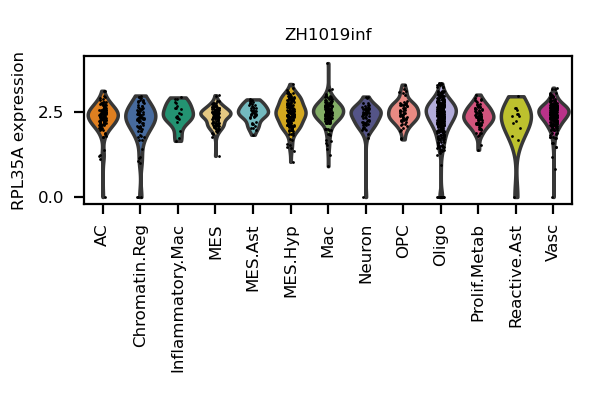 ZH1019inf
RPL35A expression
2.5
0.0
AC
Chromatin.Reg
Inflammatory.Mac
MES
MES.Ast
MES.Hyp
Mac
Neuron
OPC
Oligo
Prolif.Metab
Reactive.Ast
Vasc